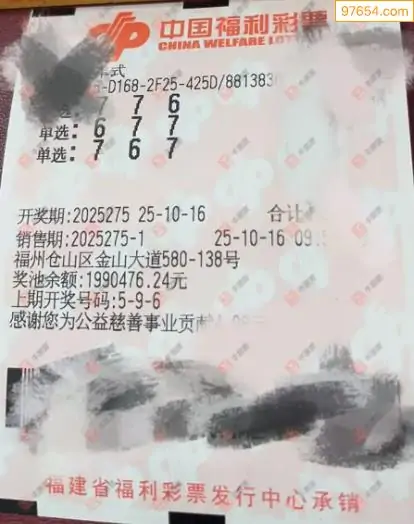 97654.com
中国福利彩票
CHINA WELFARE LOTT
单式
-D168-2F25-425D/881383
单选: 7 7 6
单选: 6 7 7
单选: 7 6 7
开奖期:2025275 25-10-16 合计
销售期:2025275-1 25-10-16 09:5
福州仓山区金山大道580-138号
奖池余额:1990476.24元
上期开奖号码:5-9-6
感谢您为公益慈善事业贡献
福建省福利彩票发行中心承销